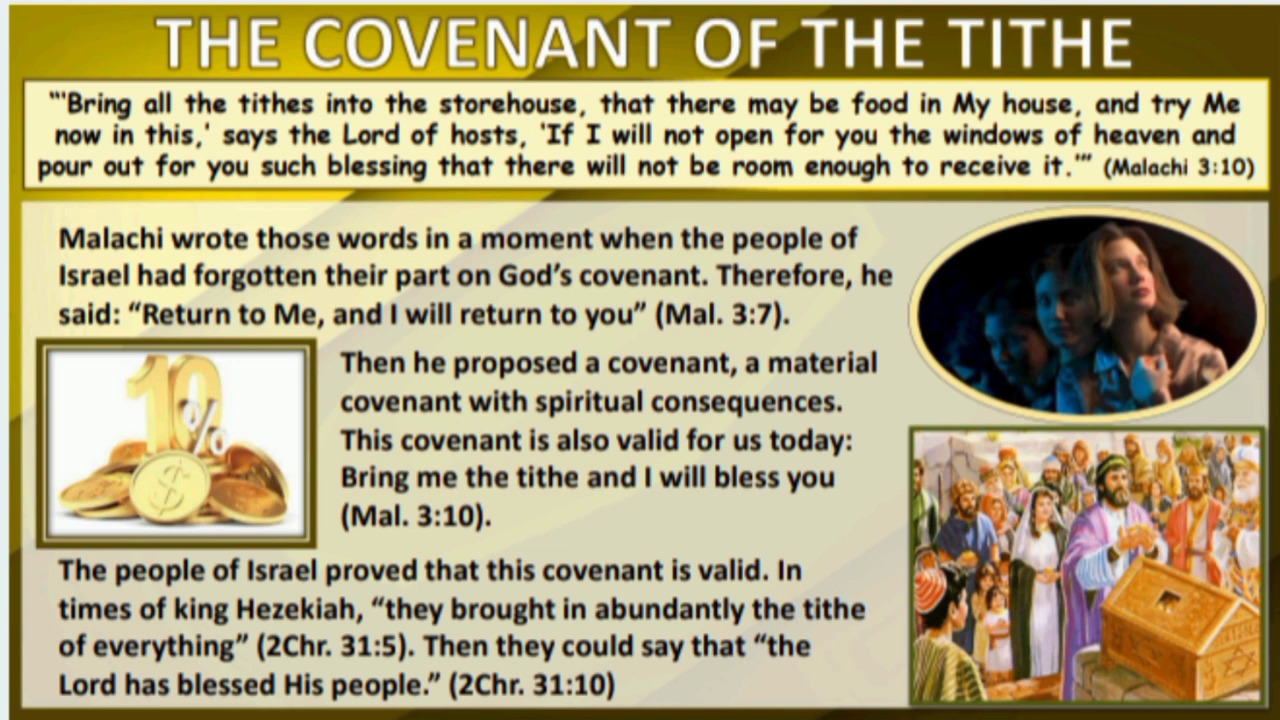 THE COVENANT OF THE TITHE
"'Bring all the tithes into the storehouse, that there may be food in My house, and try Me
now in this,' says the Lord of hosts, 'If I will not open for you the windows of heaven and
pour out for you such blessing that there will not be room enough to receive it.'" (Malachi 3:10)
Malachi wrote those words in a moment when the people of
Israel had forgotten their part on God's covenant. Therefore, he
said: "Return to Me, and I will return to you" (Mal. 3:7).
10%
$
Then he proposed a covenant, a material
covenant with spiritual consequences.
This covenant is also valid for us today:
Bring me the tithe and I will bless you
(Mal. 3:10).
The people of Israel proved that this covenant is valid. In
times of king Hezekiah, "they brought in abundantly the tithe
of everything" (2Chr. 31:5). Then they could say that "the
Lord has blessed His people." (2Chr. 31:10)